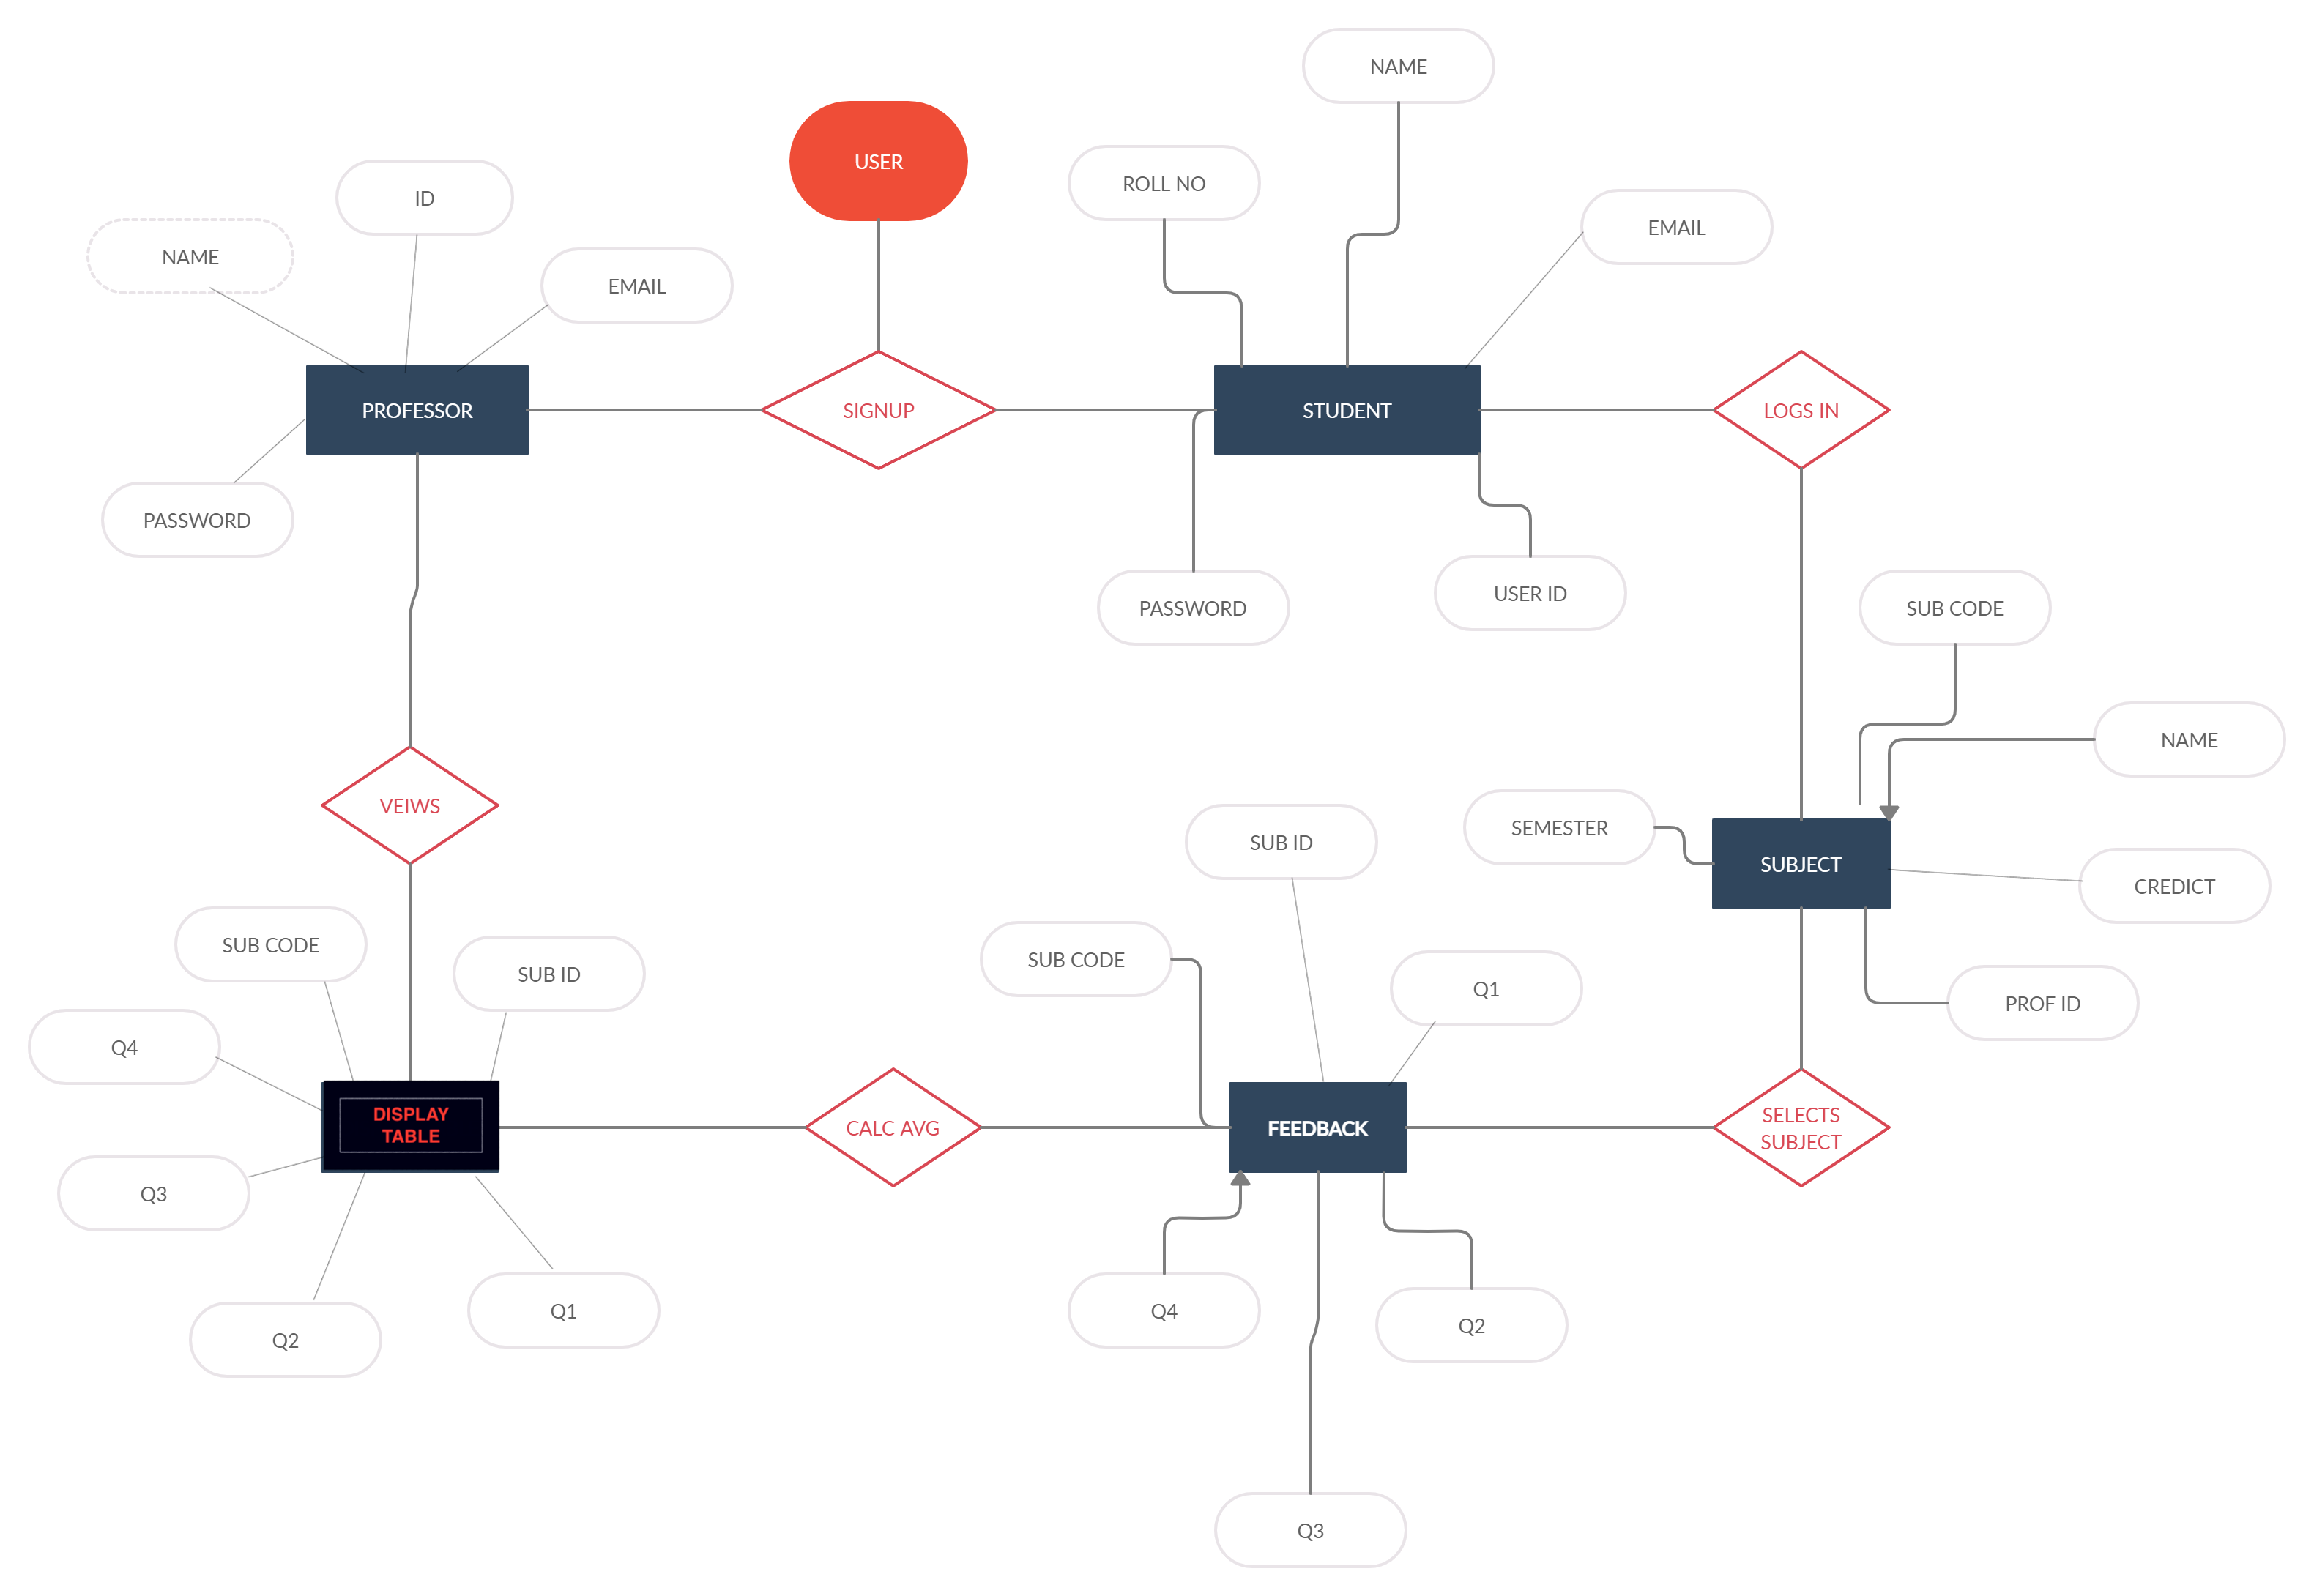 NAME
USER
ROLL NO
ID
EMAIL
NAME
EMAIL
PROFESSOR
SIGNUP
STUDENT
LOGS IN
PASSWORD
USER ID
PASSWORD
SUB CODE
NAME
VEIWS
SEMESTER
SUB ID
SUBJECT
CREDICT
SUB CODE
SUB ID
SUB CODE
Q1
PROF ID
Q4
DISPLAY
TABLE
CALC AVG
FEEDBACK
SELECTS
SUBJECT
Q3
Q1
Q4
Q2
Q2
Q3